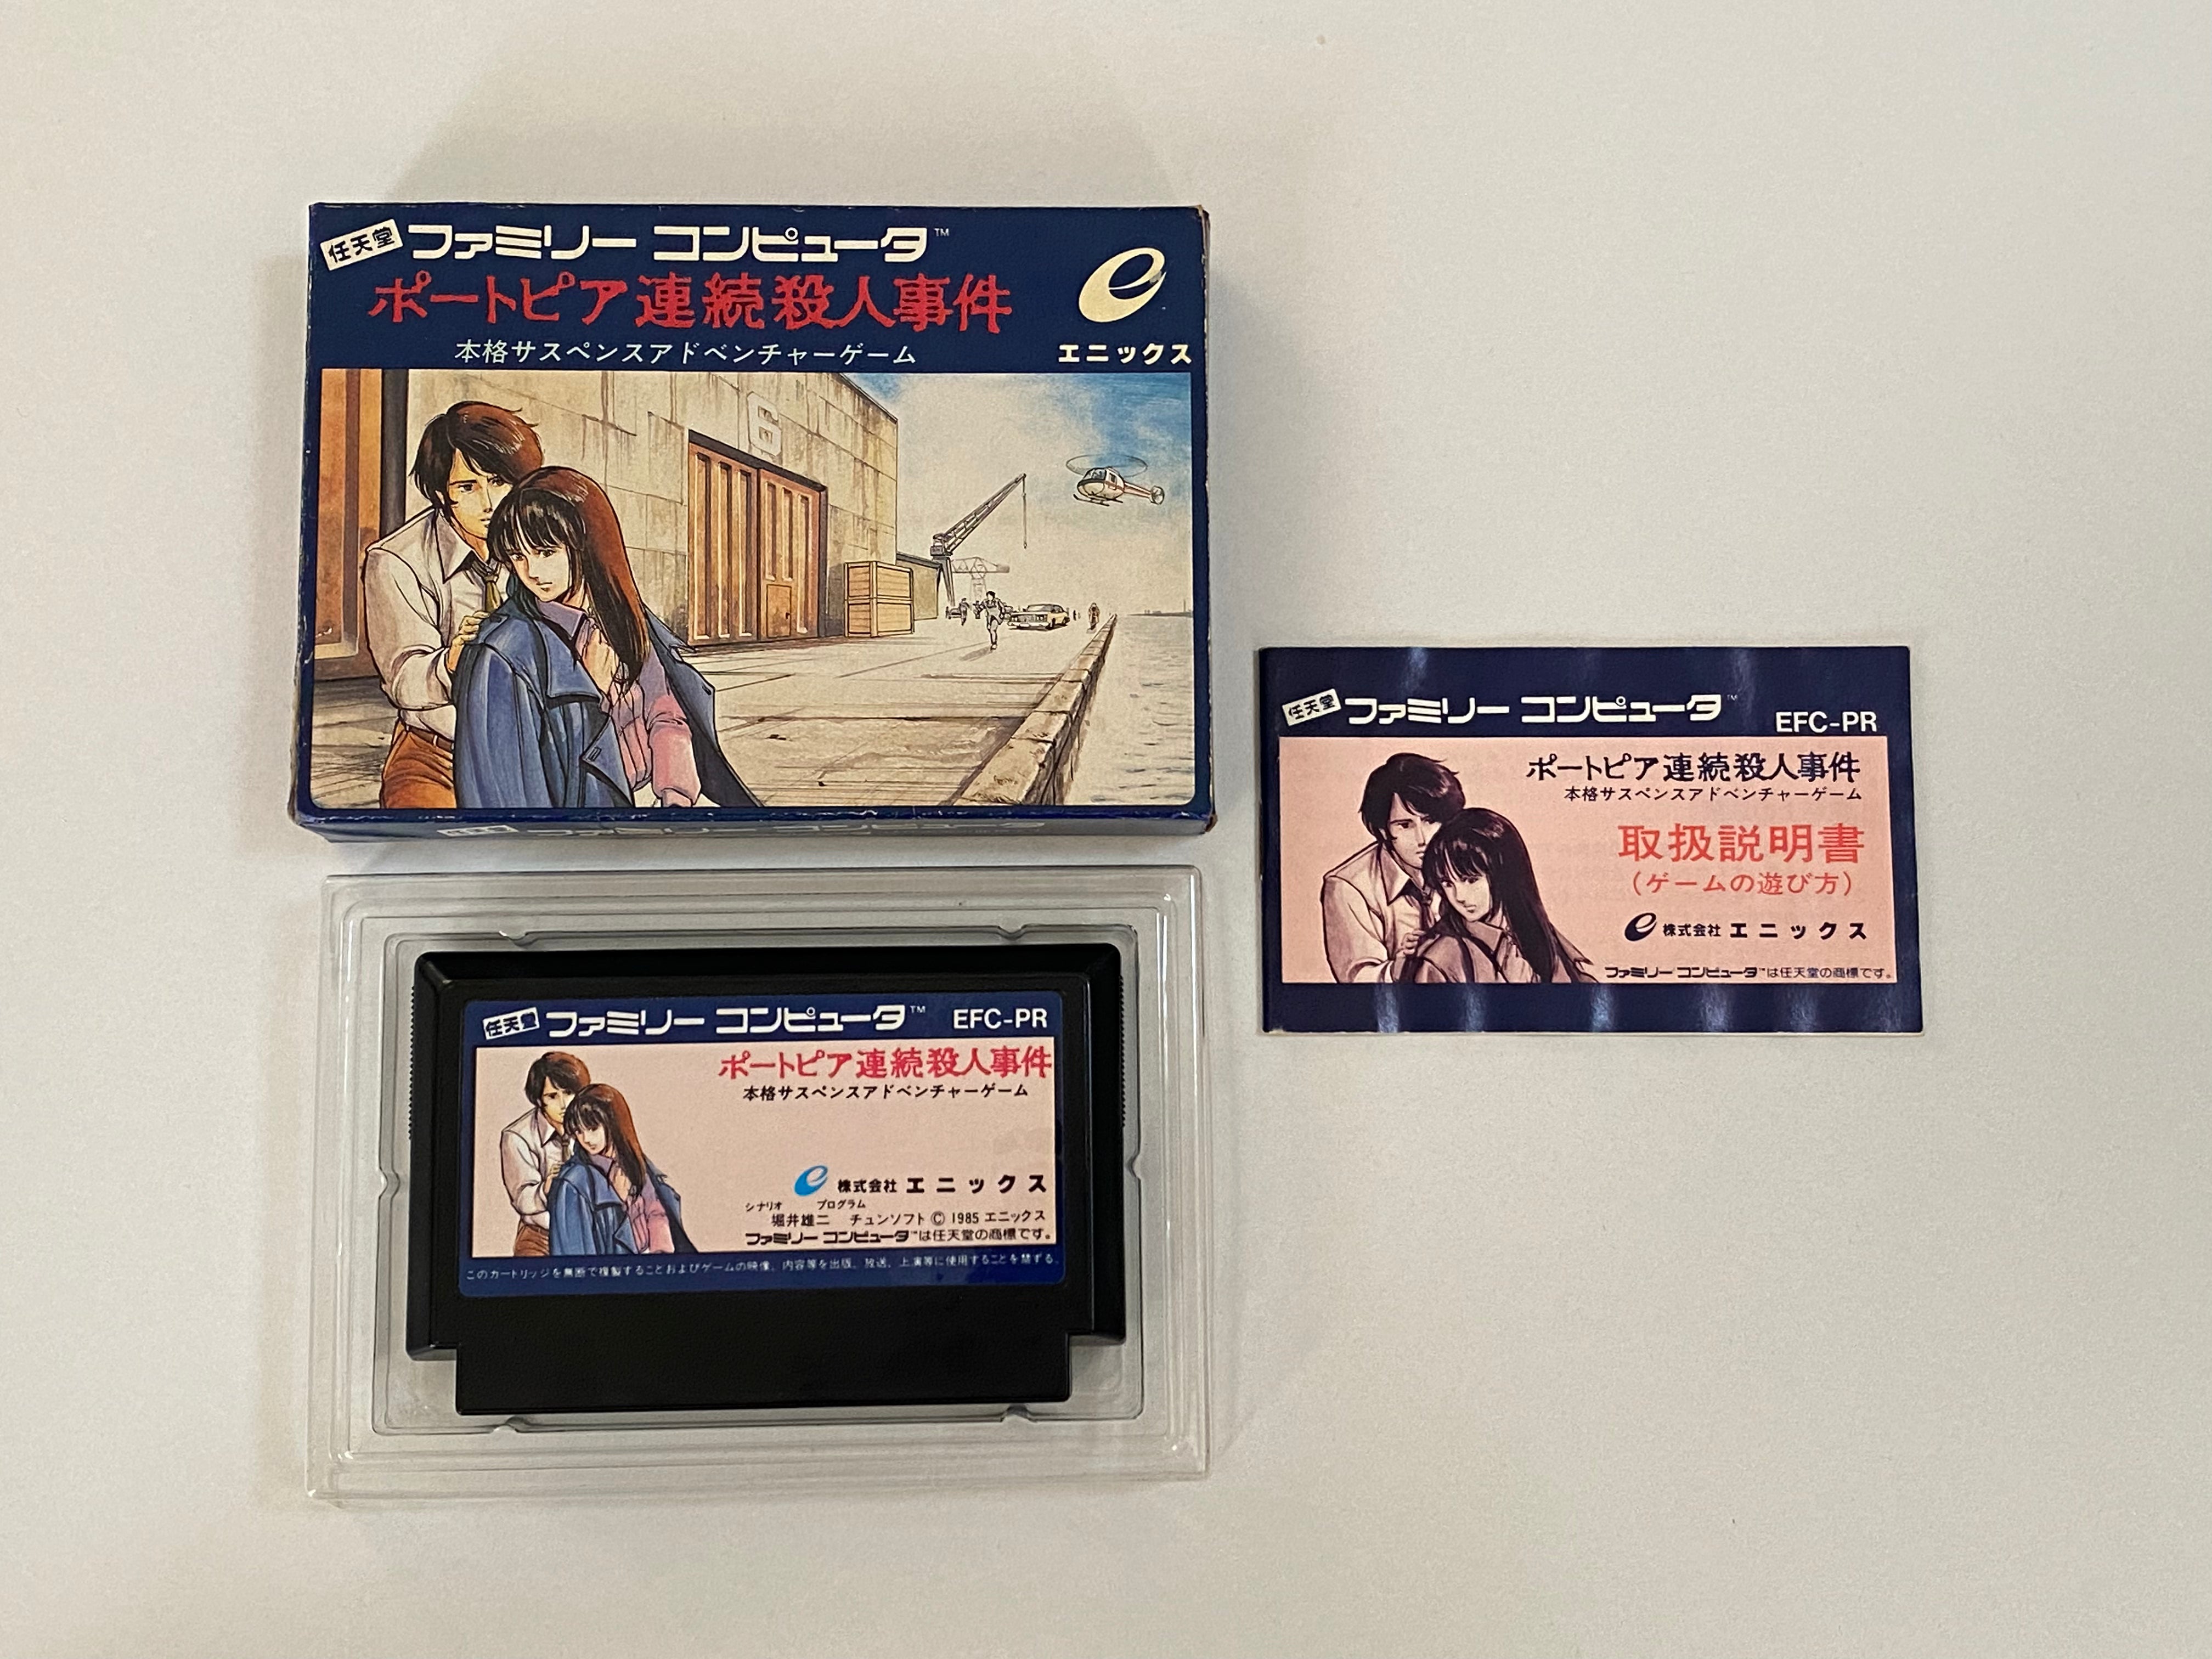 任天堂 ファミリー コンピュータ™
ポートピア連続殺人事件
本格サスペンスアドベンチャーゲーム
e
エニックス
6
任天堂 ファミリー コンピュータ
任天堂 ファミリー コンピュータ™ EFC-PR
ポートピア連続殺人事件
本格サスペンスアドベンチャーゲーム
取扱説明書
(ゲームの遊び方)
e 株式会社 エニックス
ファミリー コンピュータ™は任天堂の商標です。
任天堂 ファミリー コンピュータ™ EFC-PR
ポートピア連続殺人事件
本格サスペンスアドベンチャーゲーム
e 株式会社 エニックス
シナリオ プログラム
堀井雄二 チュンソフト © 1985 エニックス
ファミリー コンピュータ™は任天堂の商標です。
このカートリッジを無断で複製することおよびゲームの映像、内容等を出版、放送、上演等に使用することを禁ずる。